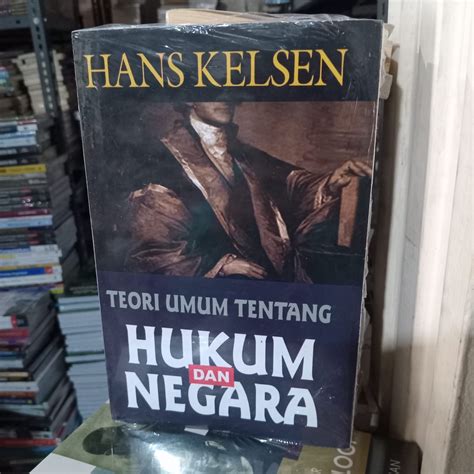 HANS KELSEN
TEORI UMUM TENTANG
HUKUM
DAN
NEGARA